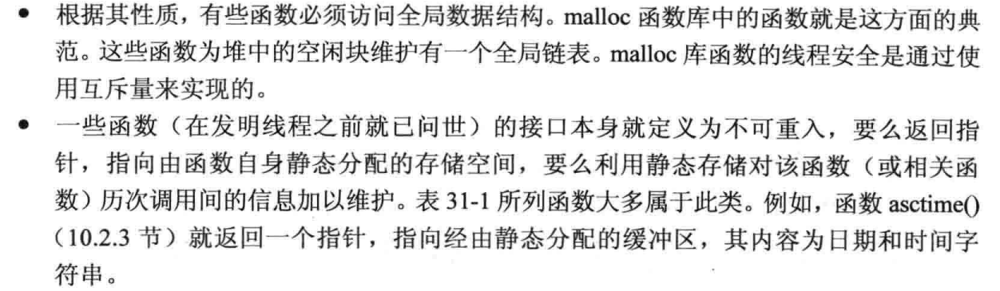 ● 根据其性质，有些函数必须访问全局数据结构。malloc 函数库中的函数就是这方面的典
范。这些函数为堆中的空闲块维护有一个全局链表。malloc 库函数的线程安全是通过使
用互斥量来实现的。
● 一些函数（在发明线程之前就已问世）的接口本身就定义为不可重入，要么返回指
针，指向由函数自身静态分配的存储空间，要么利用静态存储对该函数（或相关函
数）历次调用间的信息加以维护。表 31-1 所列函数大多属于此类。例如，函数 asctime()
（10.2.3 节）就返回一个指针，指向经由静态分配的缓冲区，其内容为日期和时间字
符串。